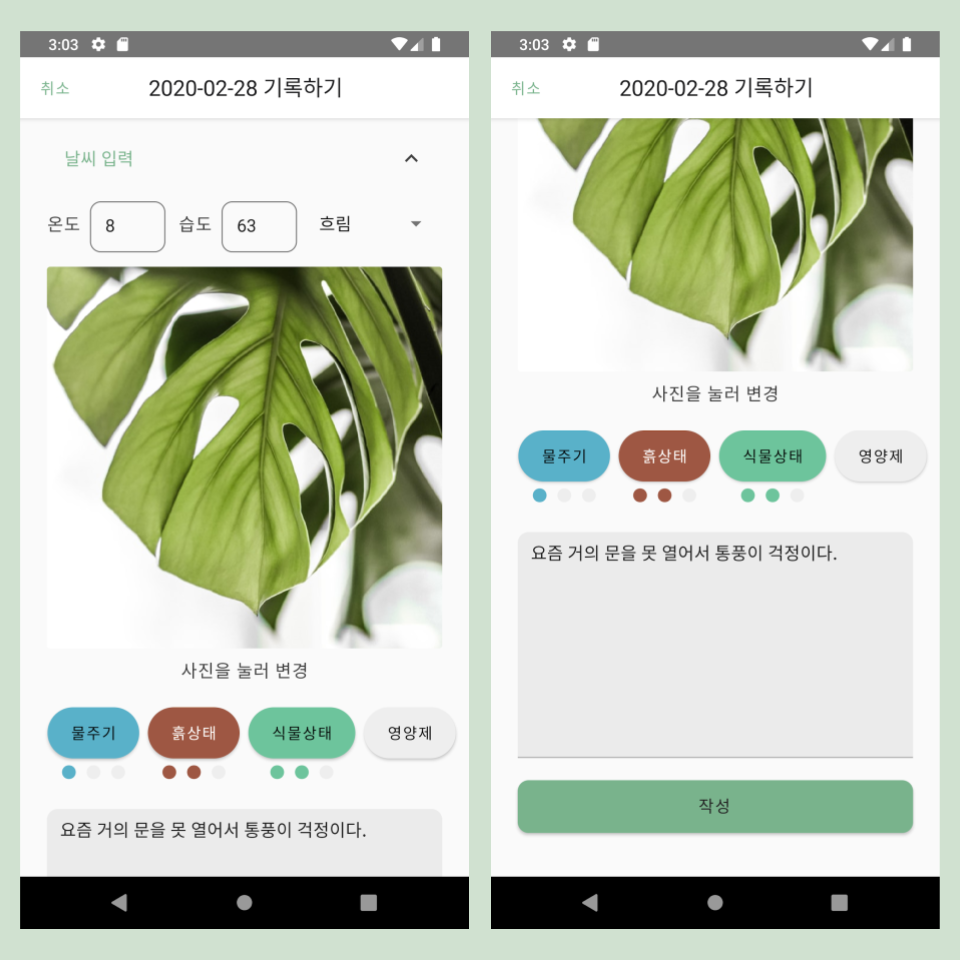 3:03
취소 2020-02-28 기록하기
날씨 입력
온도 8 습도 63 흐림
사진을 눌러 변경
물주기 흙상태 식물상태 영양제
요즘 거의 문을 못 열어서 통풍이 걱정이다.
3:03
취소 2020-02-28 기록하기
사진을 눌러 변경
물주기 흙상태 식물상태 영양제
요즘 거의 문을 못 열어서 통풍이 걱정이다.
작성